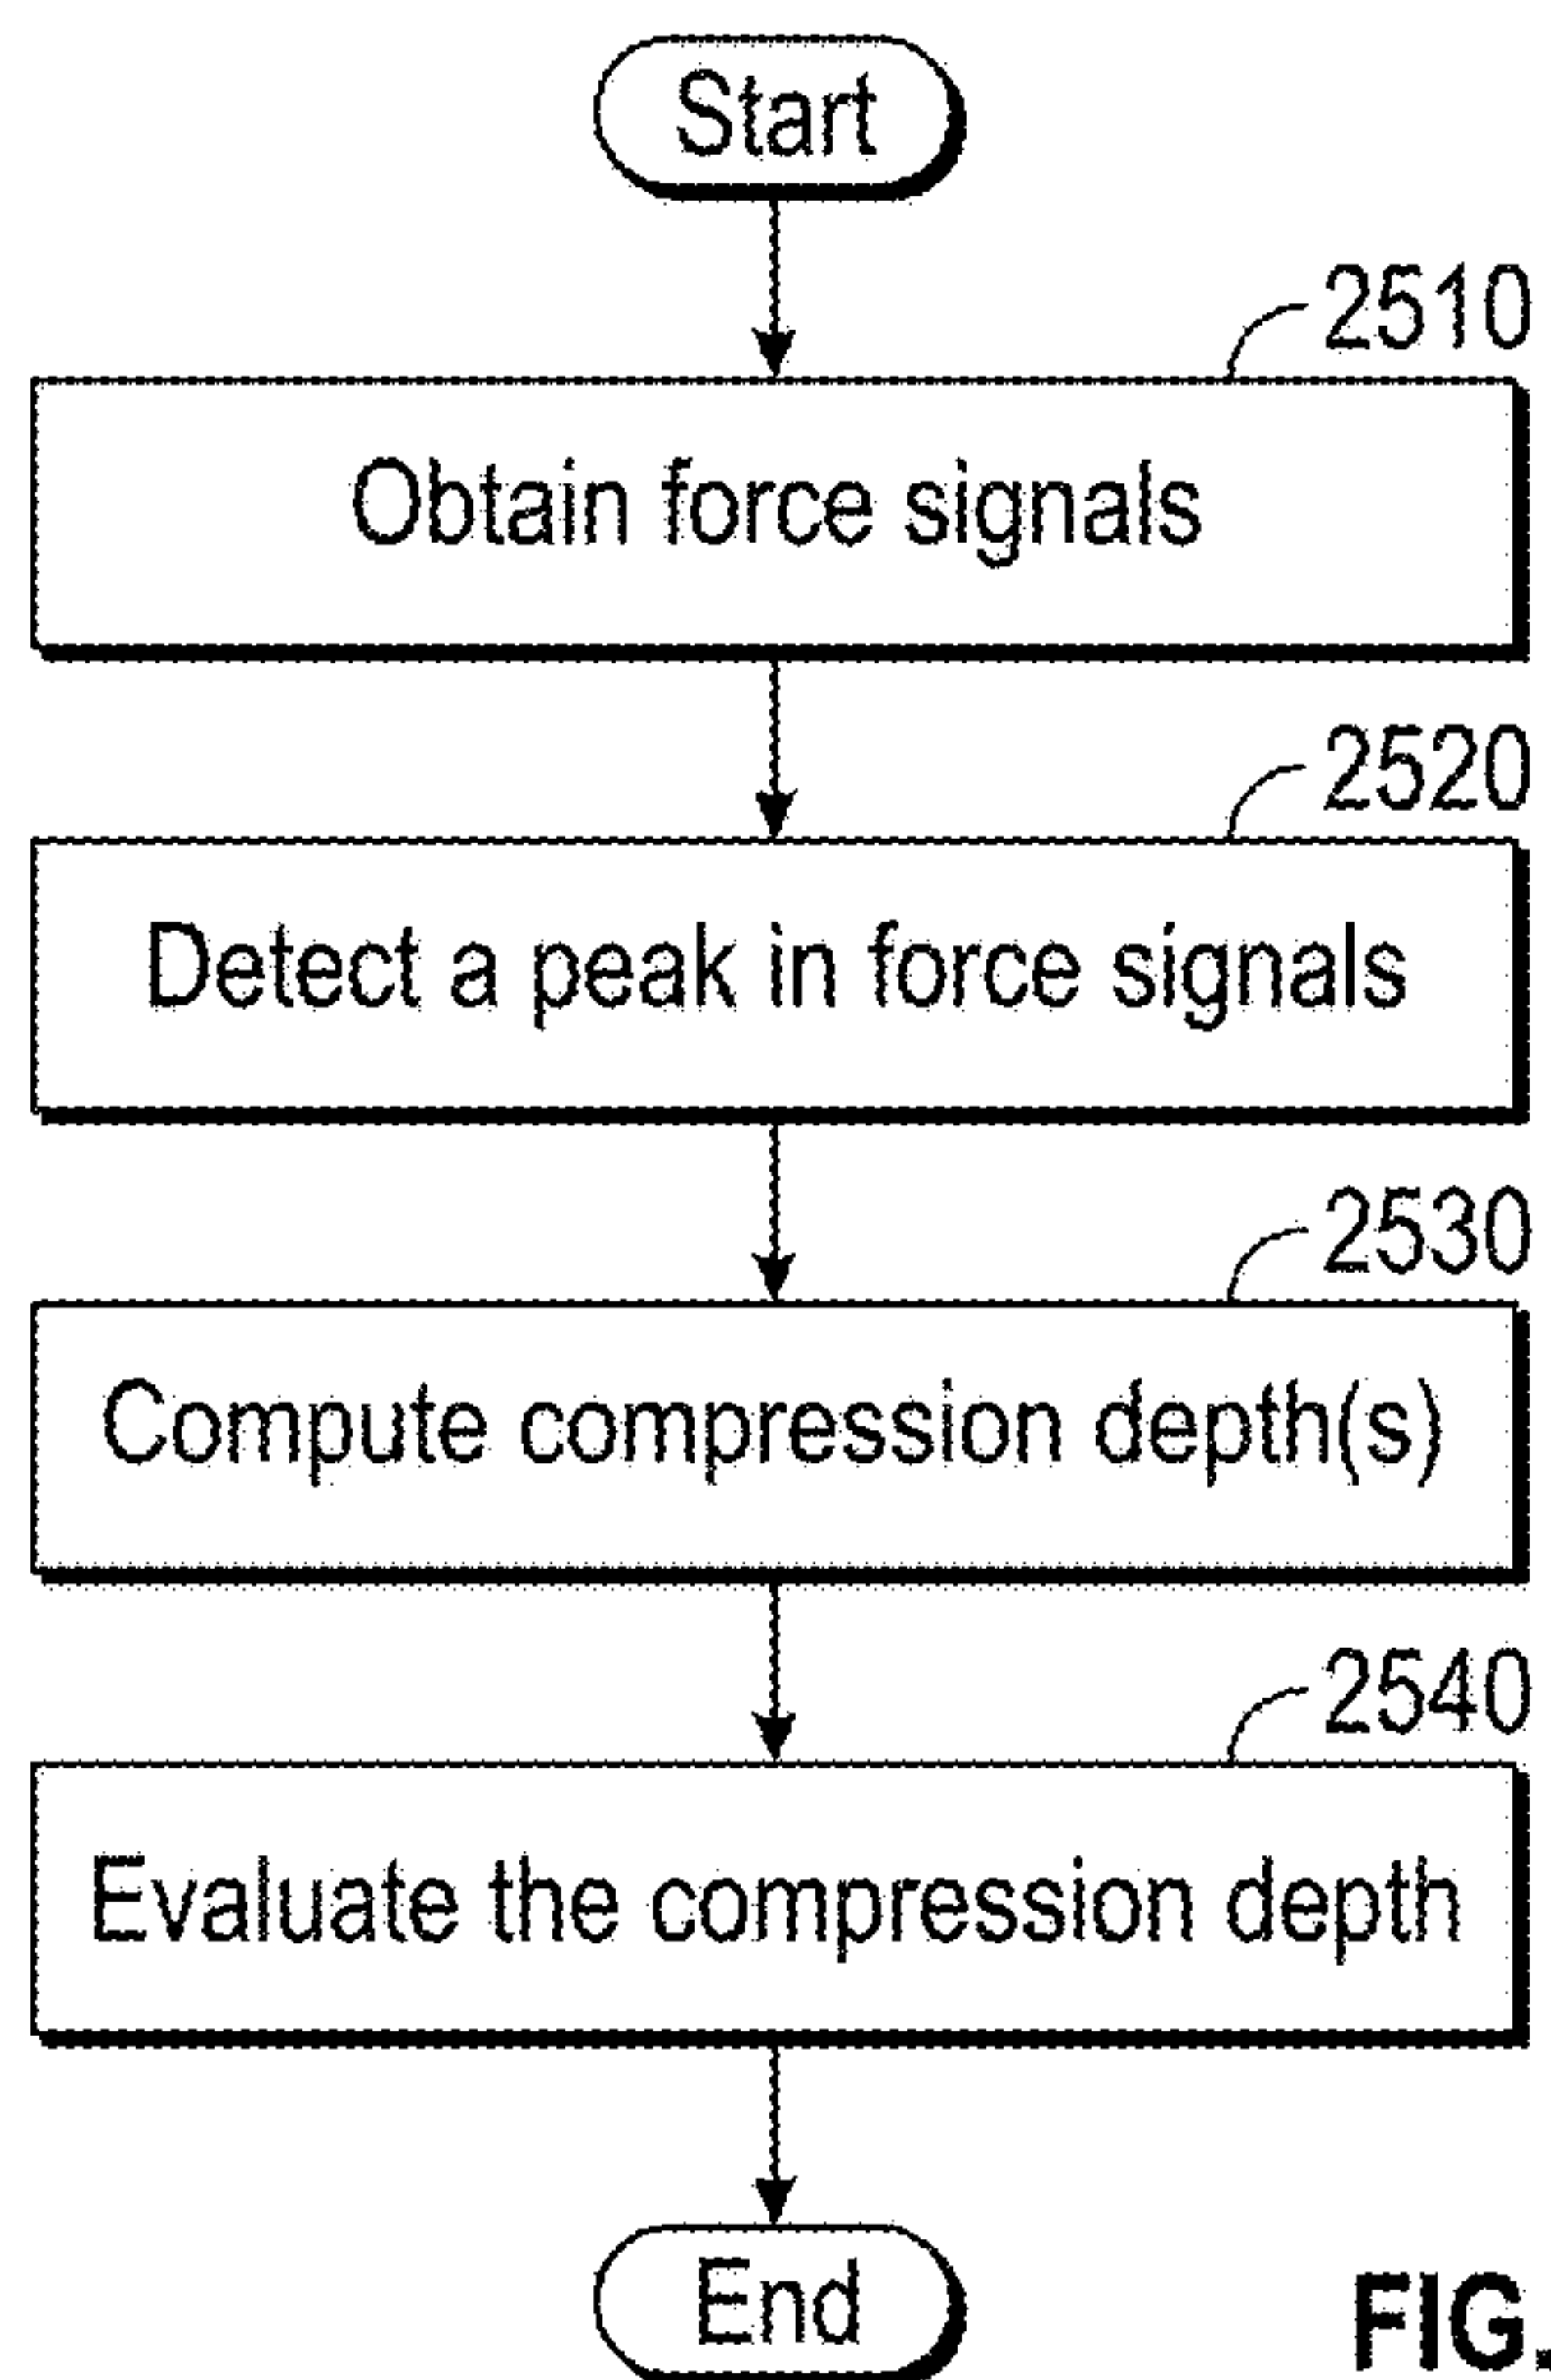 Start
2510
Obtain force signals
2520
Detect a peak in force signals
2530
Compute compression depth(s)
2540
Evaluate the compression depth
End
FIG.